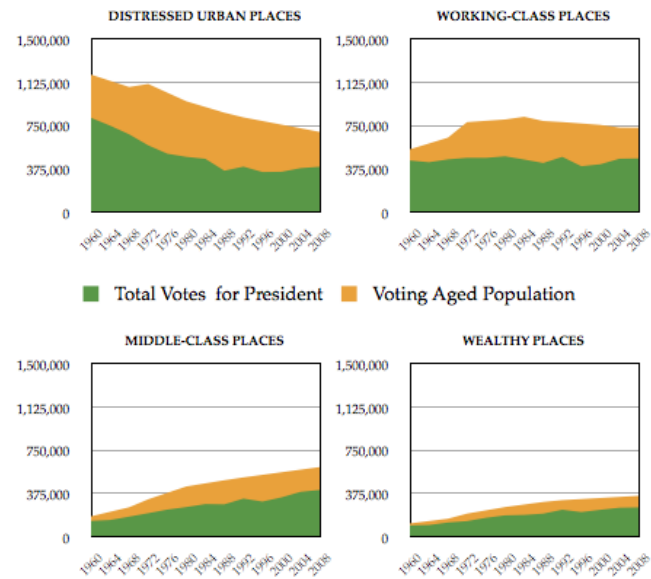 DISTRESSED URBAN PLACES
1,500,000
1,125,000
750,000
375,000
0
1960 1964 1968 1972 1976 1980 1984 1988 1992 1996 2000 2004 2008
WORKING-CLASS PLACES
1,500,000
1,125,000
750,000
375,000
0
1960 1964 1968 1972 1976 1980 1984 1988 1992 1996 2000 2004 2008
Total Votes for President Voting Aged Population
MIDDLE-CLASS PLACES
1,500,000
1,125,000
750,000
375,000
0
1960 1964 1968 1972 1976 1980 1984 1988 1992 1996 2000 2004 2008
WEALTHY PLACES
1,500,000
1,125,000
750,000
375,000
0
1960 1964 1968 1972 1976 1980 1984 1988 1992 1996 2000 2004 2008